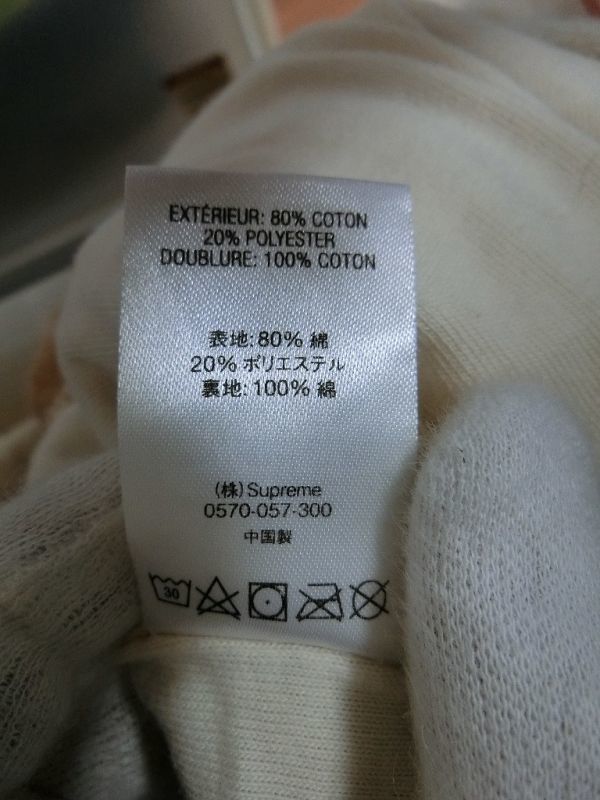 EXTÉRIEUR: 80% COTON
20% POLYESTER
DOUBLURE: 100% COTON
表地: 80% 綿
20% ポリエステル
裏地: 100% 綿
(株) Supreme
0570-057-300
中国製
30